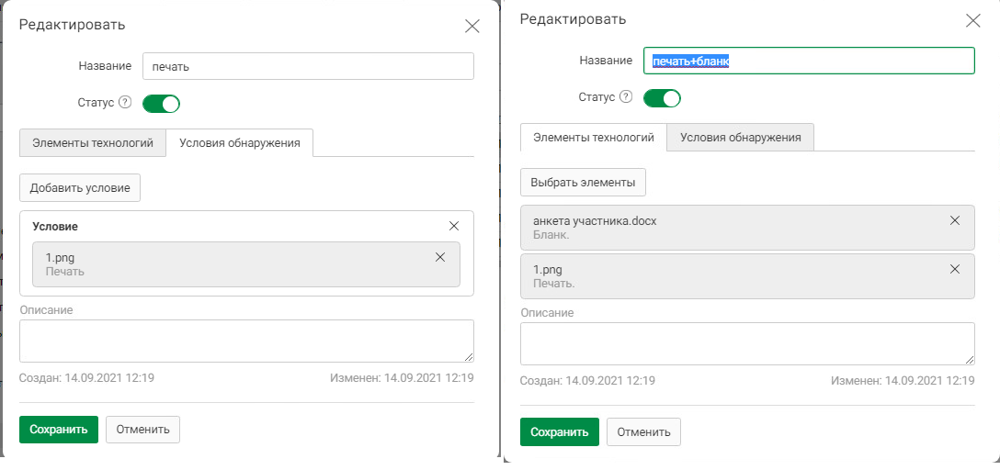 Редактировать
Название
печать
Статус ?
Элементы технологий
Условия обнаружения
Добавить условие
Условие
1.png
Печать
Описание
Создан: 14.09.2021 12:19
Изменен: 14.09.2021 12:19
Сохранить
Отменить
Редактировать
Название
печать+бланк
Статус ?
Элементы технологий
Условия обнаружения
Выбрать элементы
анкета участника.docx
Бланк.
1.png
Печать.
Описание
Создан: 14.09.2021 12:19
Изменен: 14.09.2021 12:19
Сохранить
Отменить